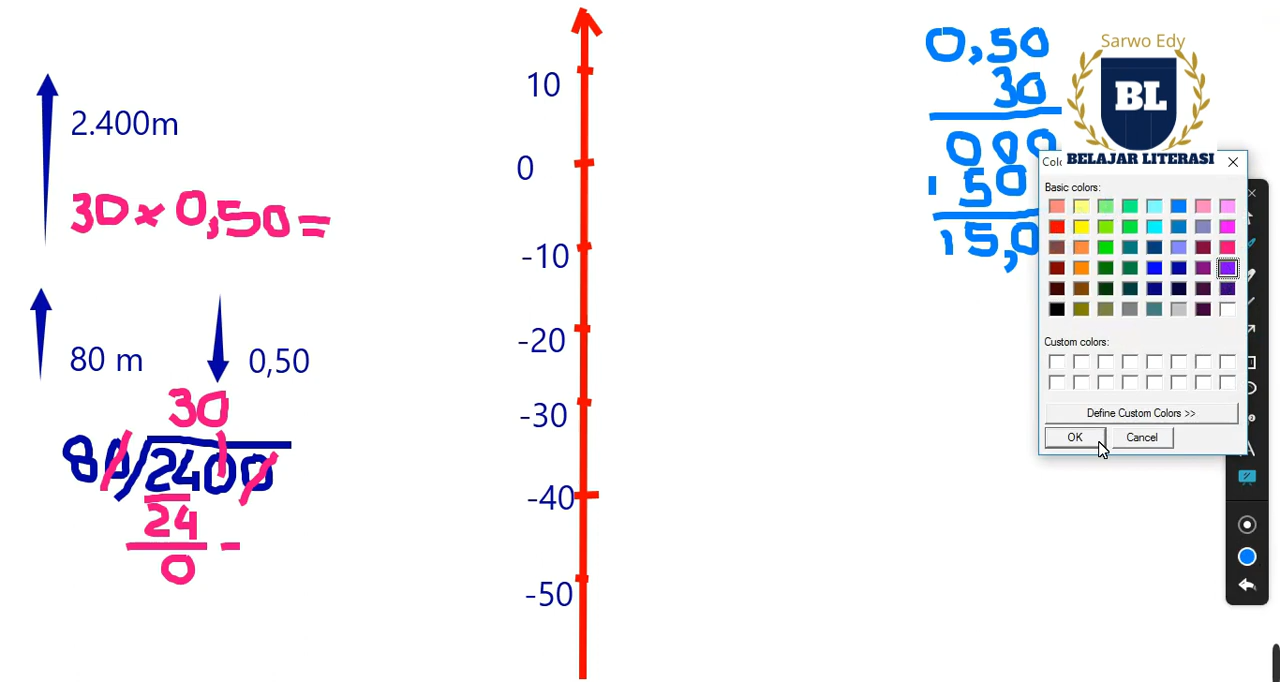 2.400m
30 × 0,50 =
80 m
0,50
30
80 2400
24
0
10
0
-10
-20
-30
-40
-50
0,50
30
000
150
15,0
Sarwo Edy
BL
BELAJAR LITERASI
Basic colors:
Custom colors:
Define Custom Colors >>
OK
Cancel